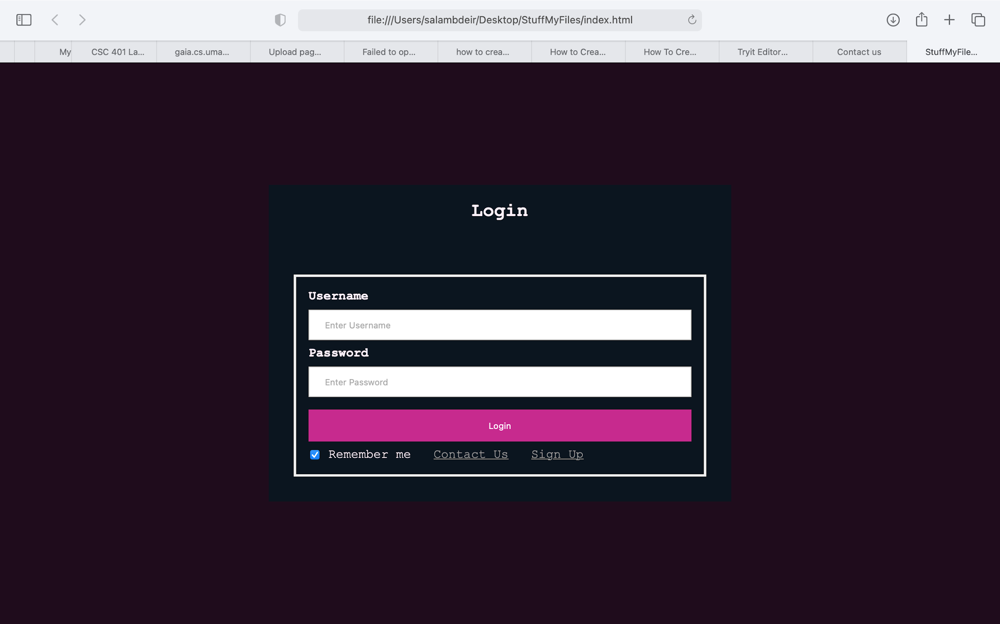 file:///Users/salambdeir/Desktop/StuffMyFiles/index.html
My CSC 401 La... gaia.cs.uma... Upload pag... Failed to op... how to crea... How to Crea... How To Cre... Tryit Editor... Contact us StuffMyFile...
Login
Username
Enter Username
Password
Enter Password
Login
Remember me Contact Us Sign Up